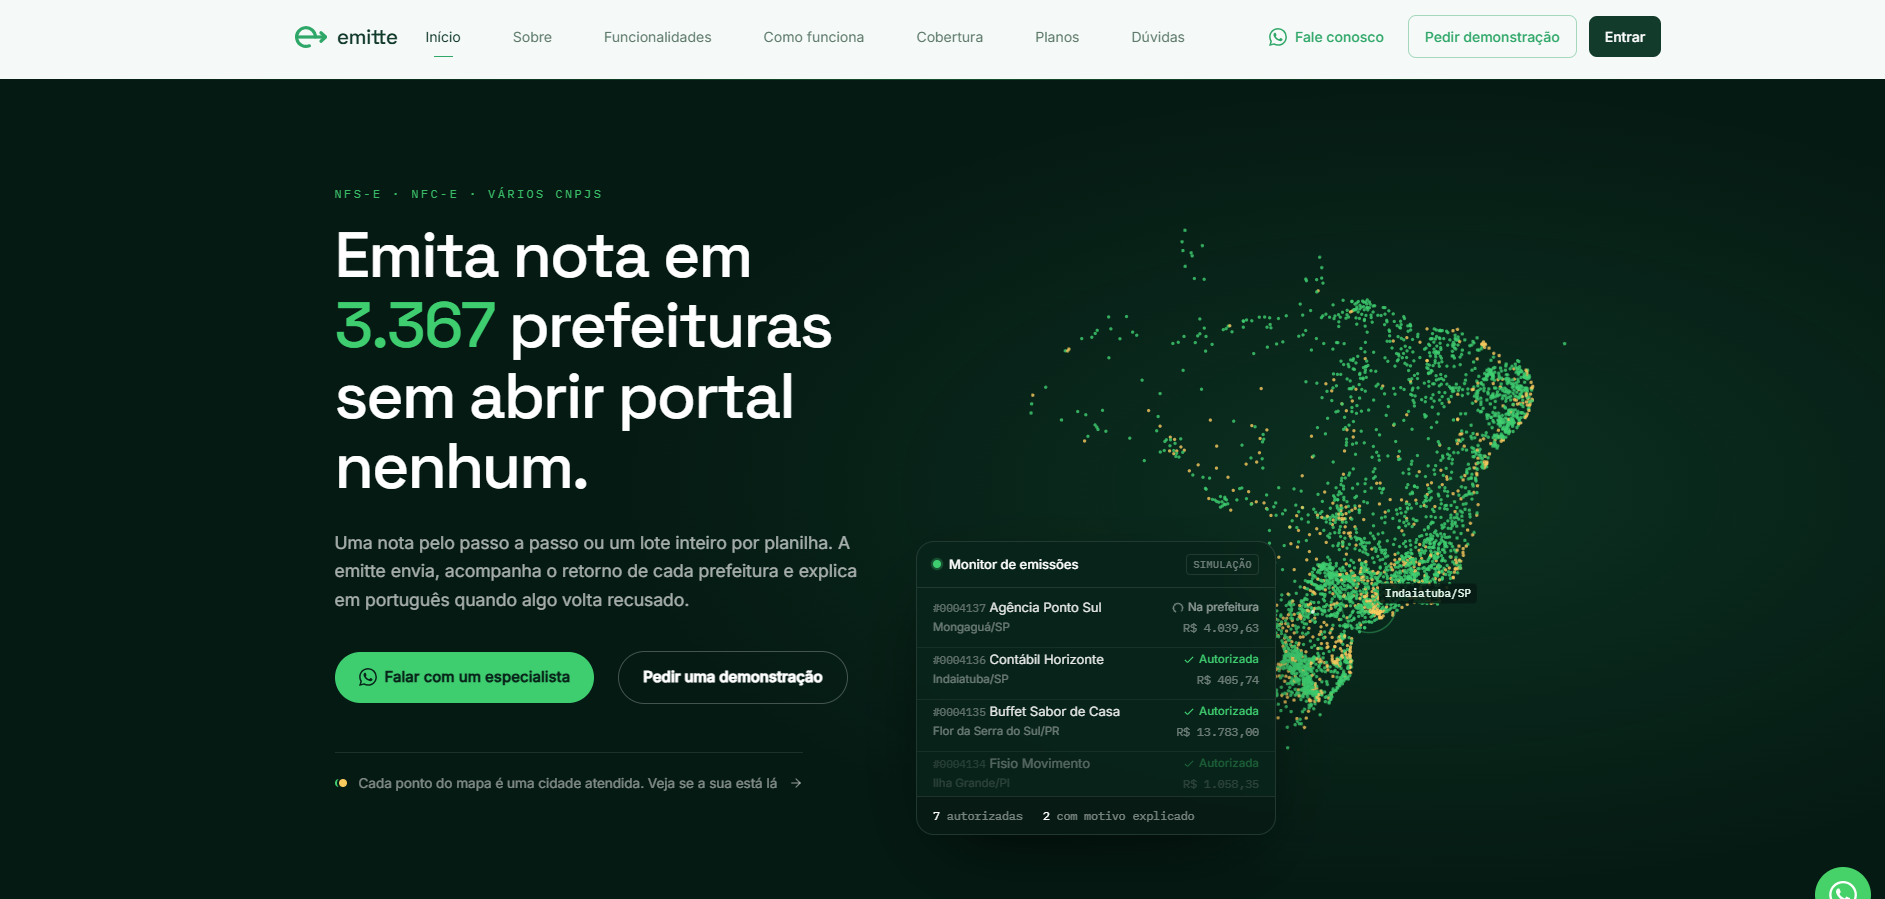 emitte
Início
Sobre
Funcionalidades
Como funciona
Cobertura
Planos
Dúvidas
Fale conosco
Pedir demonstração
Entrar
NFS-E · NFC-E · VÁRIOS CNPJS
Emita nota em
3.367 prefeituras
sem abrir portal
nenhum.
Uma nota pelo passo a passo ou um lote inteiro por planilha. A
emitte envia, acompanha o retorno de cada prefeitura e explica
em português quando algo volta recusado.
Falar com um especialista
Pedir uma demonstração
Cada ponto do mapa é uma cidade atendida. Veja se a sua está lá →
Indaiatuba/SP
Monitor de emissões
SIMULAÇÃO
#0004137 Agência Ponto Sul
Na prefeitura
Mongaguá/SP
R$ 4.039,63
#0004136 Contábil Horizonte
Autorizada
Indaiatuba/SP
R$ 405,74
#0004135 Buffet Sabor de Casa
Autorizada
Flor da Serra do Sul/PR
R$ 13.783,00
#0004134 Fisio Movimento
Autorizada
Ilha Grande/PI
R$ 1.058,35
7 autorizadas
2 com motivo explicado